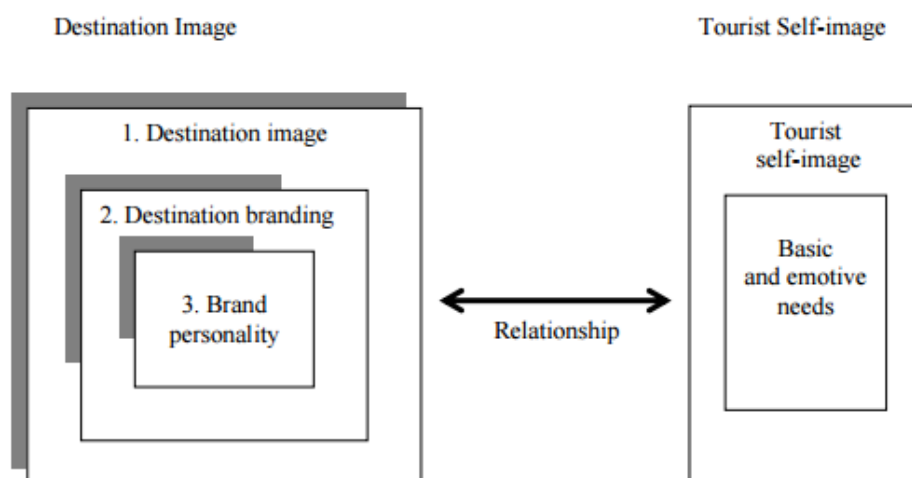 Destination Image
Tourist Self-image
1. Destination image
2. Destination branding
3. Brand
personality
Relationship
Tourist
self-image
Basic
and emotive
needs